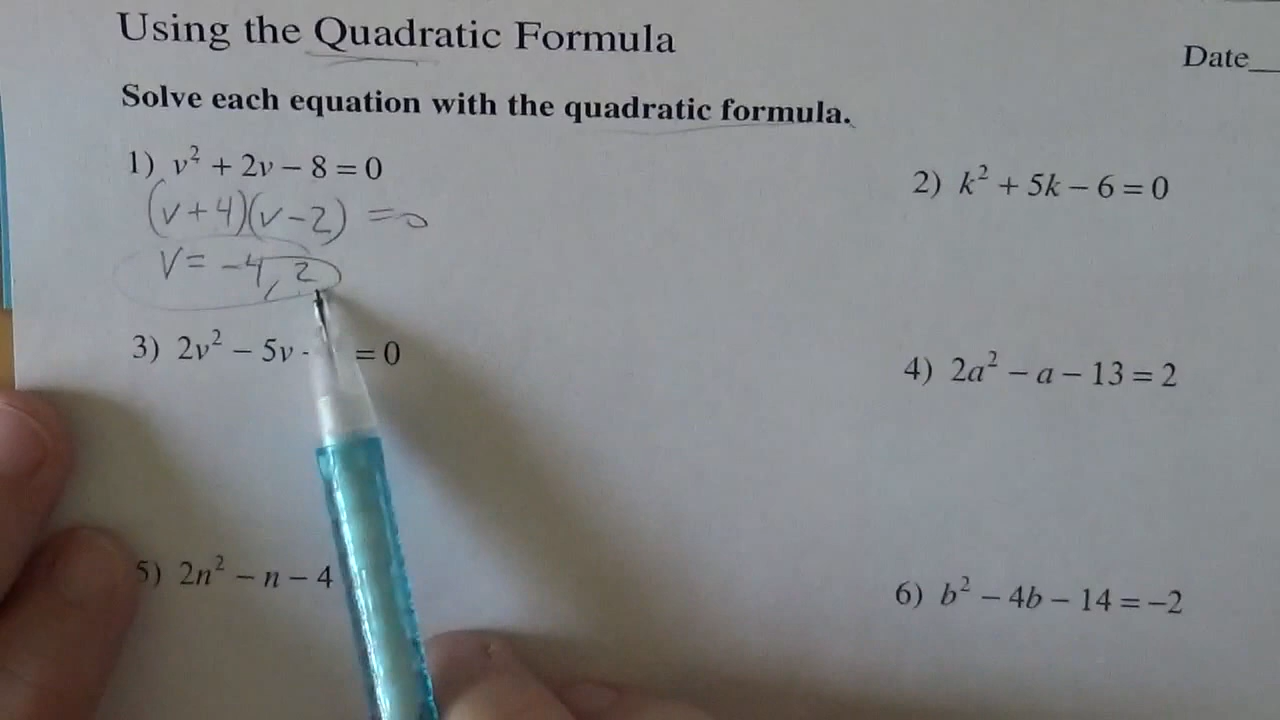 Using the Quadratic Formula
Date
Solve each equation with the quadratic formula.
1) v² + 2v − 8 = 0
2) k² + 5k − 6 = 0
(v+4)(v-2) = 0
V = -4, 2
3) 2v² − 5v = 0
4) 2a² − a − 13 = 2
5) 2n² − n − 4
6) b² − 4b − 14 = −2